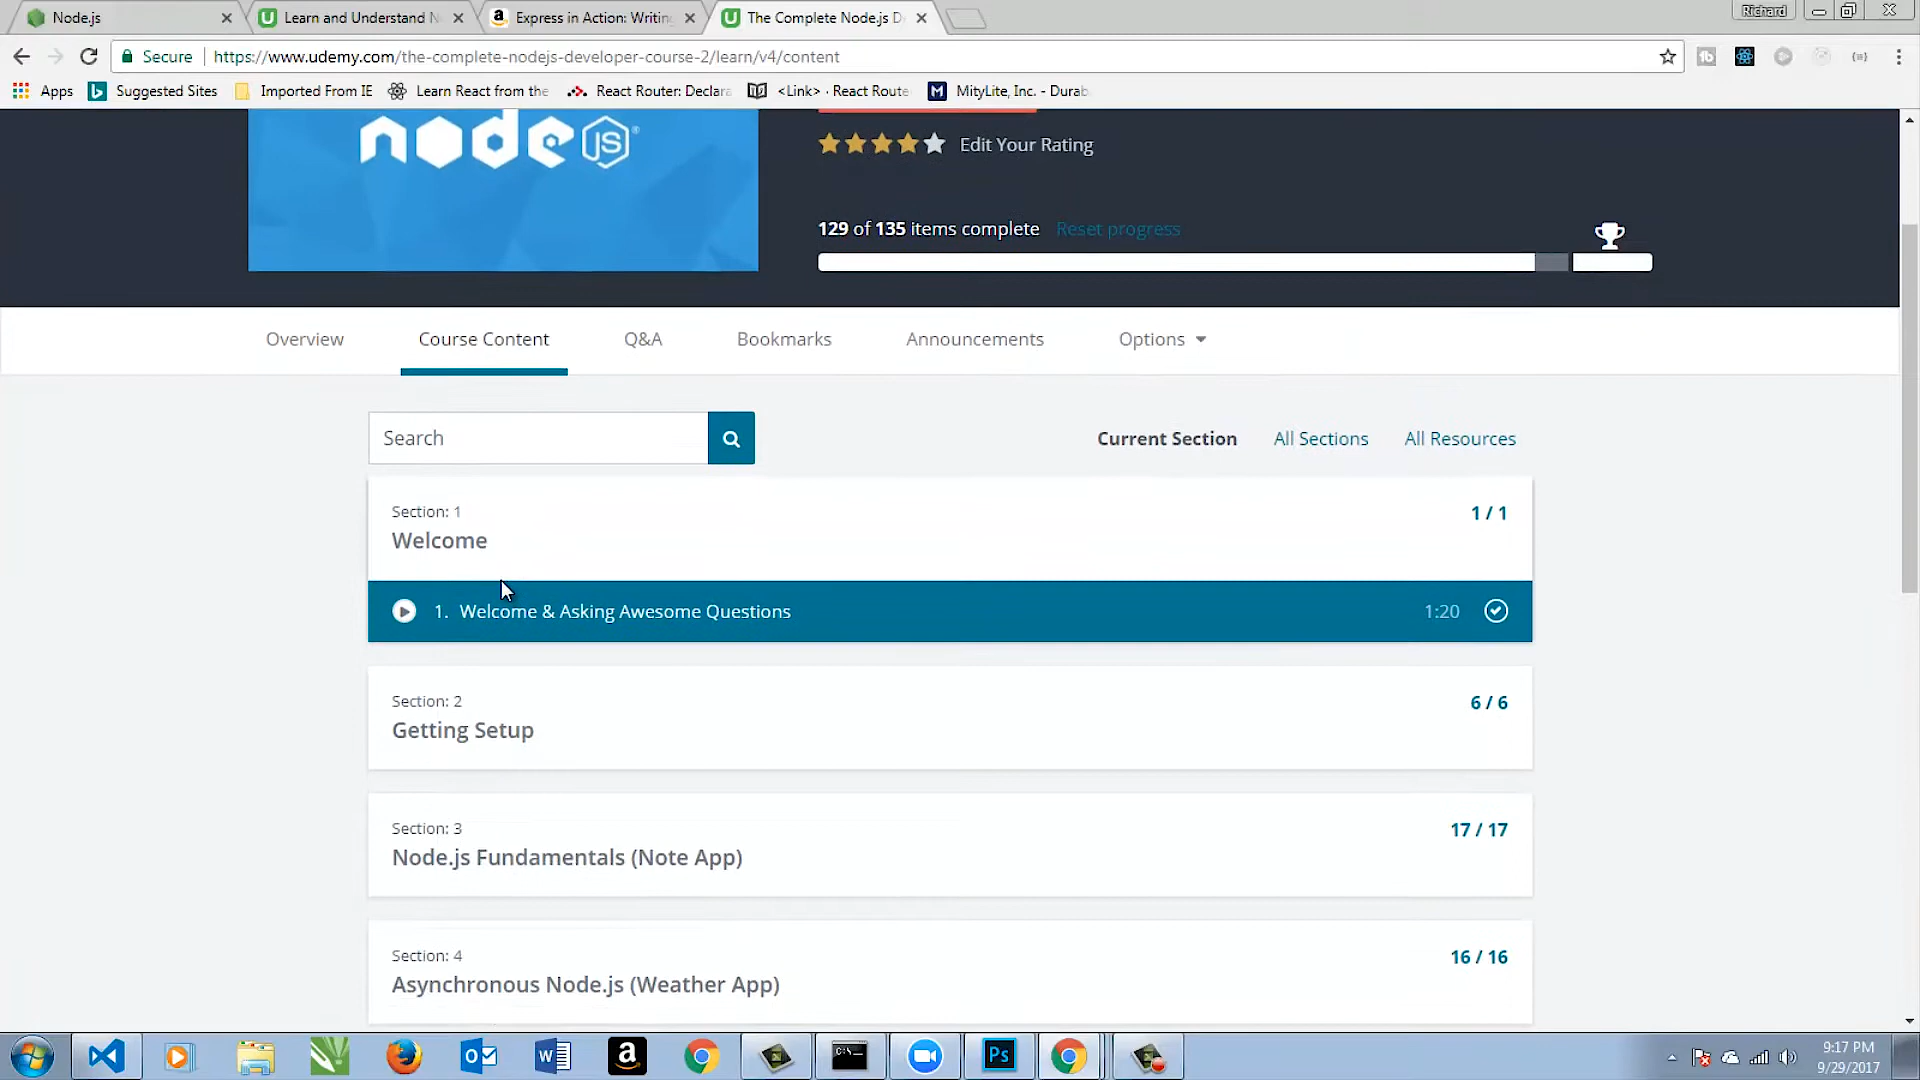 Node.js
Learn and Understand N
Express in Action: Writing
The Complete Node.js D
Richard
Secure
https://www.udemy.com/the-complete-nodejs-developer-course-2/learn/v4/content
Apps
Suggested Sites
Imported From IE
Learn React from the
React Router: Declara
<Link> · React Route
M
MityLite, Inc. - Durab
node JS
Edit Your Rating
129 of 135 items complete
Reset progress
Overview
Course Content
Q&A
Bookmarks
Announcements
Options
Search
Current Section
All Sections
All Resources
Section: 1
1 / 1
Welcome
1. Welcome & Asking Awesome Questions
1:20
Section: 2
6 / 6
Getting Setup
Section: 3
17 / 17
Node.js Fundamentals (Note App)
Section: 4
16 / 16
Asynchronous Node.js (Weather App)
Ps
9:17 PM
9/29/2017